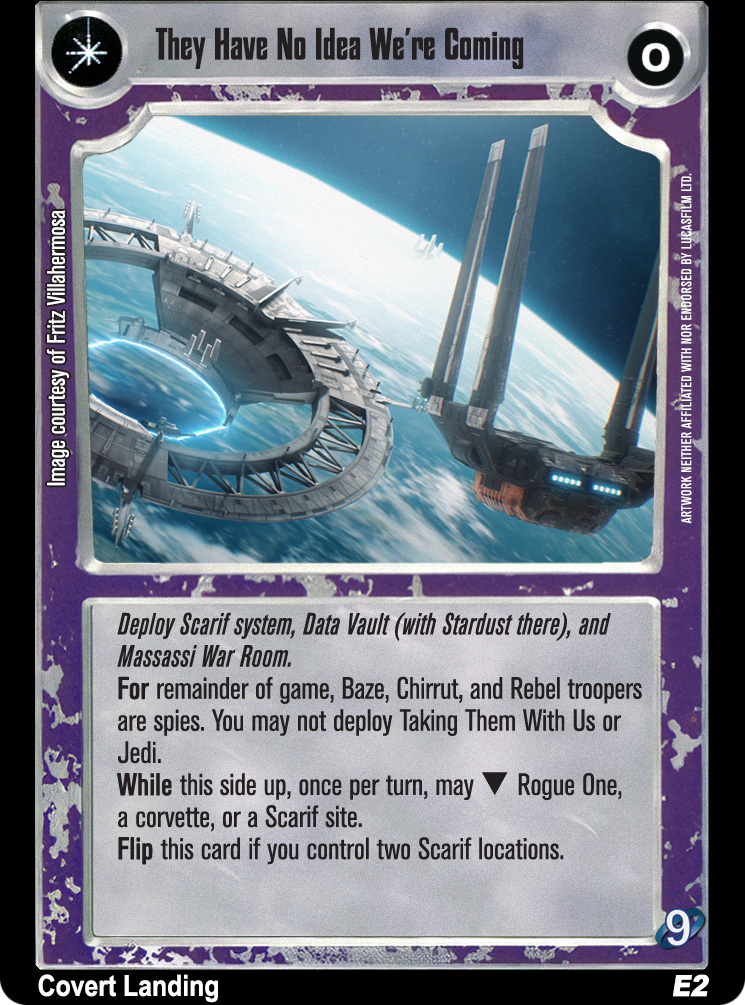 They Have No Idea We're Coming
0
Image courtesy of Fritz Villahermosa
ARTWORK NEITHER AFFILIATED WITH NOR ENDORSED BY LUCASFILM LTD.
Deploy Scarif system, Data Vault (with Stardust there), and
Massassi War Room.
For remainder of game, Baze, Chirrut, and Rebel troopers
are spies. You may not deploy Taking Them With Us or
Jedi.
While this side up, once per turn, may ▼ Rogue One,
a corvette, or a Scarif site.
Flip this card if you control two Scarif locations.
9
Covert Landing
E2